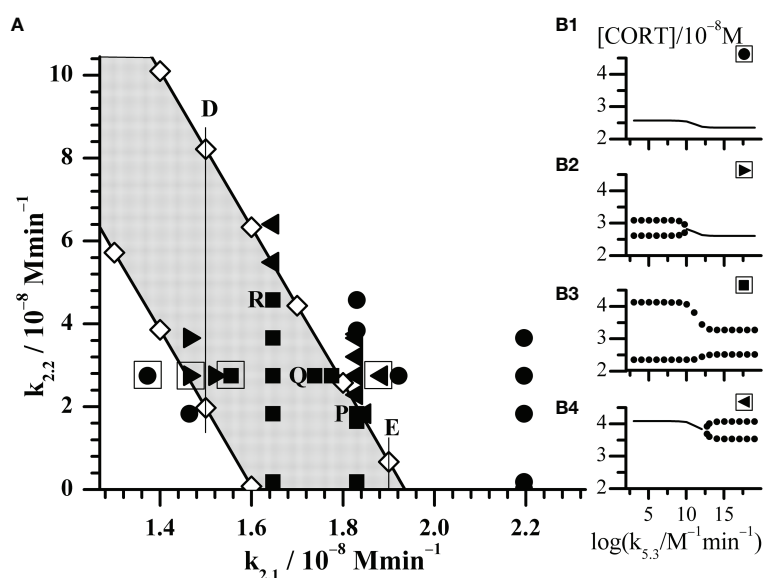 A
k2.2 / 10⁻⁸ Mmin⁻¹
10
8
6
4
2
0
D
R
Q
P
E
1.4 1.6 1.8 2.0 2.2
k2.1 / 10⁻⁸ Mmin⁻¹
B1
[CORT]/10⁻⁸M
4
3
2
B2
4
3
2
B3
4
3
2
B4
4
3
2
5 10 15
log(k5.3/M⁻¹min⁻¹)